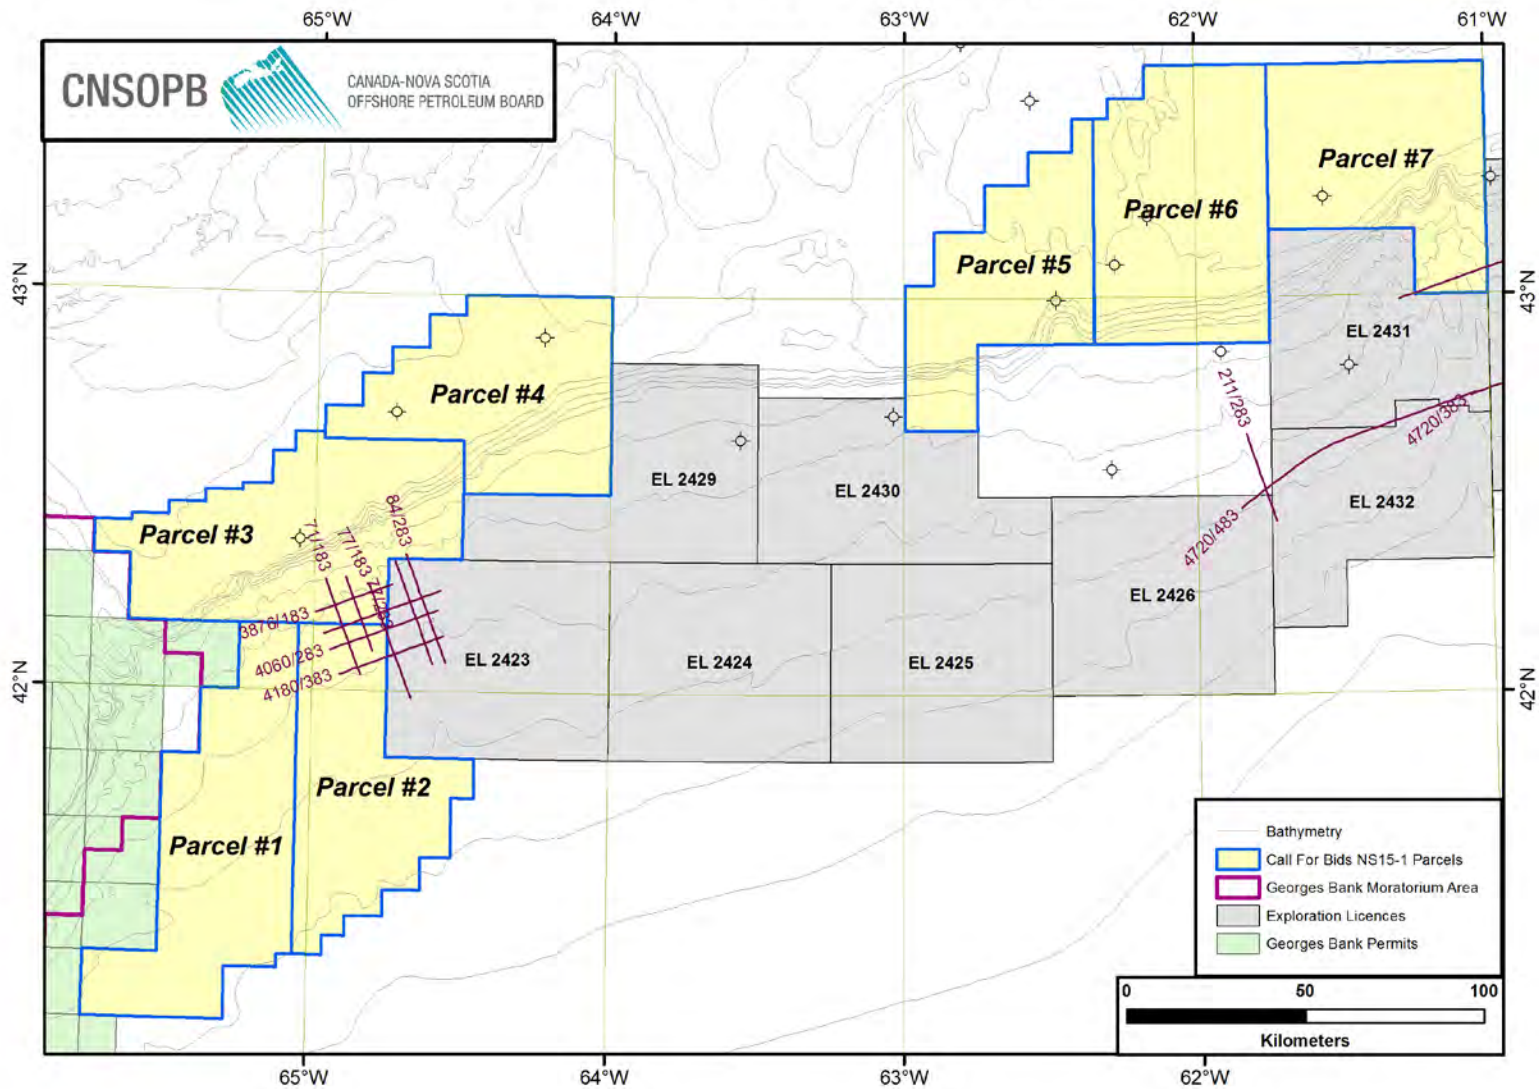 65°W 64°W 63°W 62°W 61°W
CNSOPB
CANADA-NOVA SCOTIA
OFFSHORE PETROLEUM BOARD
Parcel #7
Parcel #6
Parcel #5
43°N
43°N
EL 2431
Parcel #4
211/283
4720/383
EL 2429
EL 2430
EL 2432
Parcel #3
84/283
71/183
77/183
4720/483
EL 2426
3876/183
4060/283
4180/383
EL 2423
EL 2424
EL 2425
42°N
42°N
Parcel #2
Parcel #1
Bathymetry
Call For Bids NS15-1 Parcels
Georges Bank Moratorium Area
Exploration Licences
Georges Bank Permits
0 50 100
Kilometers
65°W 64°W 63°W 62°W